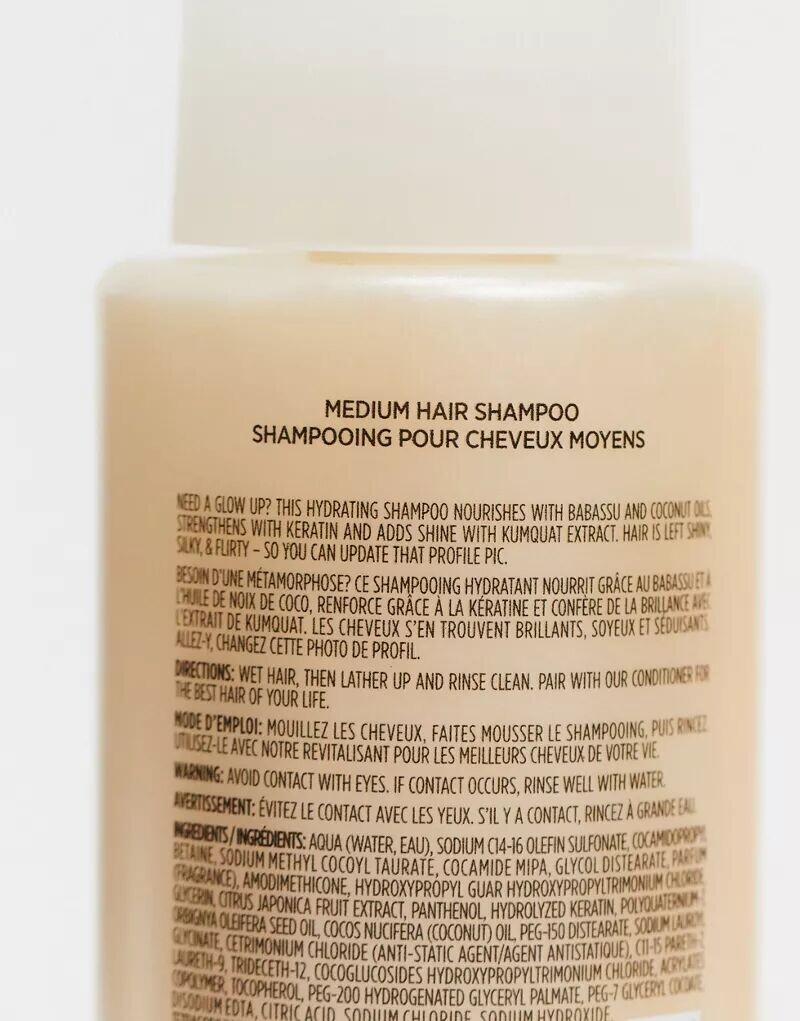 MEDIUM HAIR SHAMPOO
SHAMPOOING POUR CHEVEUX MOYENS
NEED A GLOW UP? THIS HYDRATING SHAMPOO NOURISHES WITH BABASSU AND COCONUT OILS,
STRENGTHENS WITH KERATIN AND ADDS SHINE WITH KUMQUAT EXTRACT. HAIR IS LEFT SHINY,
SILKY, & FLIRTY – SO YOU CAN UPDATE THAT PROFILE PIC.
BESOIN D'UNE MÉTAMORPHOSE? CE SHAMPOOING HYDRATANT NOURRIT GRÂCE AU BABASSU ET À
L'HUILE DE NOIX DE COCO, RENFORCE GRÂCE À LA KÉRATINE ET CONFÈRE DE LA BRILLANCE AVEC
L'EXTRAIT DE KUMQUAT. LES CHEVEUX S'EN TROUVENT BRILLANTS, SOYEUX ET SÉDUISANTS.
ALLEZ-Y, CHANGEZ CETTE PHOTO DE PROFIL.
DIRECTIONS: WET HAIR, THEN LATHER UP AND RINSE CLEAN. PAIR WITH OUR CONDITIONER FOR
THE BEST HAIR OF YOUR LIFE.
MODE D'EMPLOI: MOUILLEZ LES CHEVEUX, FAITES MOUSSER LE SHAMPOOING, PUIS RINCEZ.
UTILISEZ-LE AVEC NOTRE REVITALISANT POUR LES MEILLEURS CHEVEUX DE VOTRE VIE.
WARNING: AVOID CONTACT WITH EYES. IF CONTACT OCCURS, RINSE WELL WITH WATER.
AVERTISSEMENT: ÉVITEZ LE CONTACT AVEC LES YEUX. S'IL Y A CONTACT, RINCEZ À GRANDE EAU.
INGREDIENTS / INGRÉDIENTS: AQUA (WATER, EAU), SODIUM C14-16 OLEFIN SULFONATE, COCAMIDOPROPYL
BETAINE, SODIUM METHYL COCOYL TAURATE, COCAMIDE MIPA, GLYCOL DISTEARATE, PARFUM
(FRAGRANCE), AMODIMETHICONE, HYDROXYPROPYL GUAR HYDROXYPROPYLTRIMONIUM CHLORIDE,
GLYCERIN, CITRUS JAPONICA FRUIT EXTRACT, PANTHENOL, HYDROLYZED KERATIN,
ORBIGNYA OLEIFERA SEED OIL, COCOS NUCIFERA (COCONUT) OIL, PEG-150 DISTEARATE, SODIUM LAUROYL
GLYCINATE, CETRIMONIUM CHLORIDE (ANTI-STATIC AGENT/AGENT ANTISTATIQUE), C11-15 PARETH-7,
LAURETH-9, TRIDECETH-12, COCOGLUCOSIDES HYDROXYPROPYLTRIMONIUM CHLORIDE, ACRYLATES
COPOLYMER, TOCOPHEROL, PEG-200 HYDROGENATED GLYCERYL PALMATE, PEG-7 GLYCERYL COCOATE,
DISODIUM EDTA, CITRIC ACID, SODIUM CHLORIDE, SODIUM HYDROXIDE,